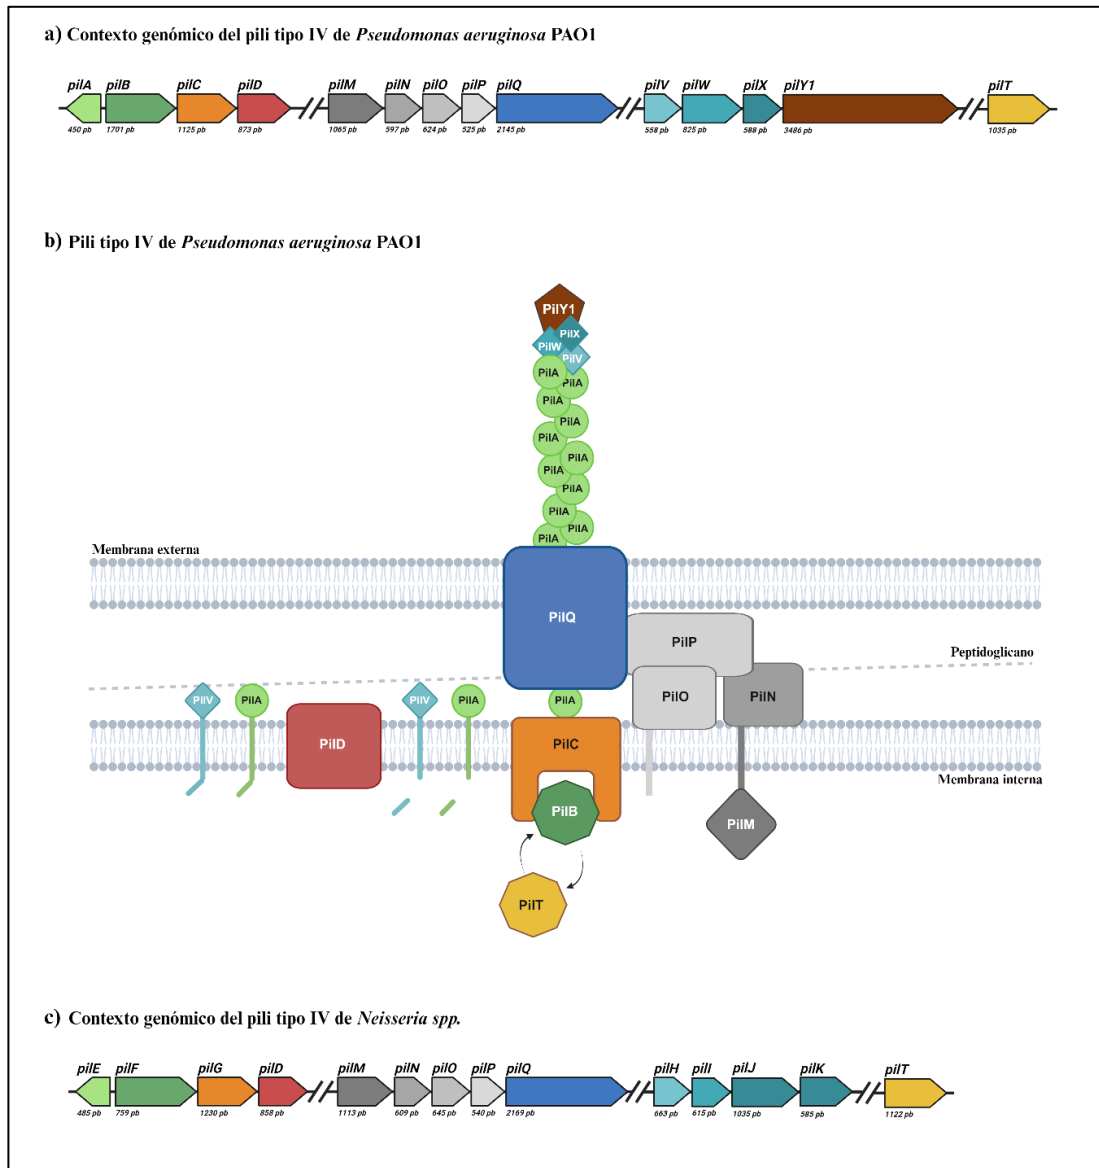 a) Contexto genómico del pili tipo IV de Pseudomonas aeruginosa PAO1
pilA pilB pilC pilD pilM pilN pilO pilP pilQ pilV pilW pilX pilY1 pilT
450 pb 1701 pb 1125 pb 873 pb 1065 pb 597 pb 624 pb 525 pb 2145 pb 558 pb 825 pb 588 pb 3486 pb 1035 pb
b) Pili tipo IV de Pseudomonas aeruginosa PAO1
PilY1
PilX
PilW
PilV
PilA
PilA
PilA
PilA
PilA
PilA
PilA
PilA
PilA
PilA
PilA
Membrana externa
PilQ
PilP
Peptidoglicano
PilV PilA PilV PilA PilA PilO PilN
PilD PilC
Membrana interna
PilB
PilM
PilT
c) Contexto genómico del pili tipo IV de Neisseria spp.
pilE pilF pilG pilD pilM pilN pilO pilP pilQ pilH pilI pilJ pilK pilT
485 pb 759 pb 1230 pb 858 pb 1113 pb 609 pb 645 pb 540 pb 2169 pb 663 pb 615 pb 1035 pb 585 pb 1122 pb